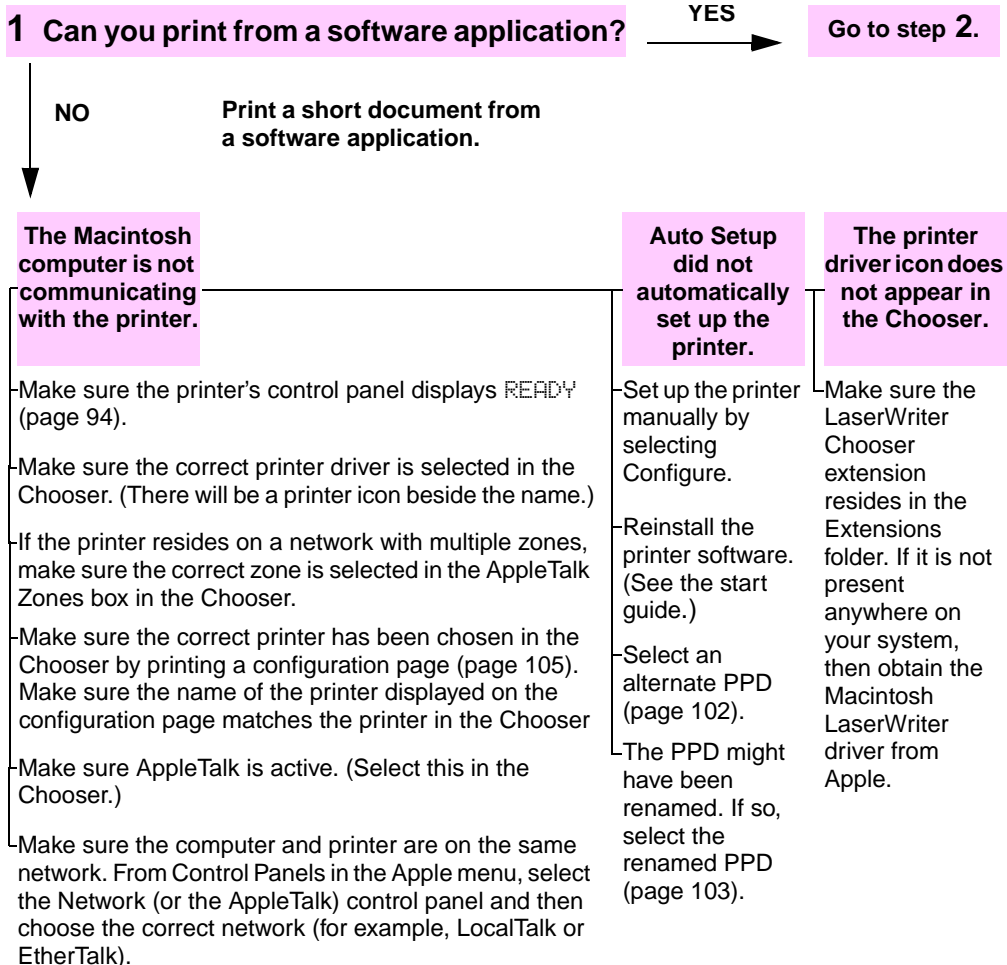 1 Can you print from a software application?
YES
Go to step 2.
NO
Print a short document from
a software application.
The Macintosh
computer is not
communicating
with the printer.
Make sure the printer's control panel displays READY
(page 94).
Make sure the correct printer driver is selected in the
Chooser. (There will be a printer icon beside the name.)
If the printer resides on a network with multiple zones,
make sure the correct zone is selected in the AppleTalk
Zones box in the Chooser.
Make sure the correct printer has been chosen in the
Chooser by printing a configuration page (page 105).
Make sure the name of the printer displayed on the
configuration page matches the printer in the Chooser
Make sure AppleTalk is active. (Select this in the
Chooser.)
Make sure the computer and printer are on the same
network. From Control Panels in the Apple menu, select
the Network (or the AppleTalk) control panel and then
choose the correct network (for example, LocalTalk or
EtherTalk).
Auto Setup
did not
automatically
set up the
printer.
Set up the printer
manually by
selecting
Configure.
Reinstall the
printer software.
(See the start
guide.)
Select an
alternate PPD
(page 102).
The PPD might
have been
renamed. If so,
select the
renamed PPD
(page 103).
The printer
driver icon does
not appear in
the Chooser.
Make sure the
LaserWriter
Chooser
extension
resides in the
Extensions
folder. If it is not
present
anywhere on
your system,
then obtain the
Macintosh
LaserWriter
driver from
Apple.